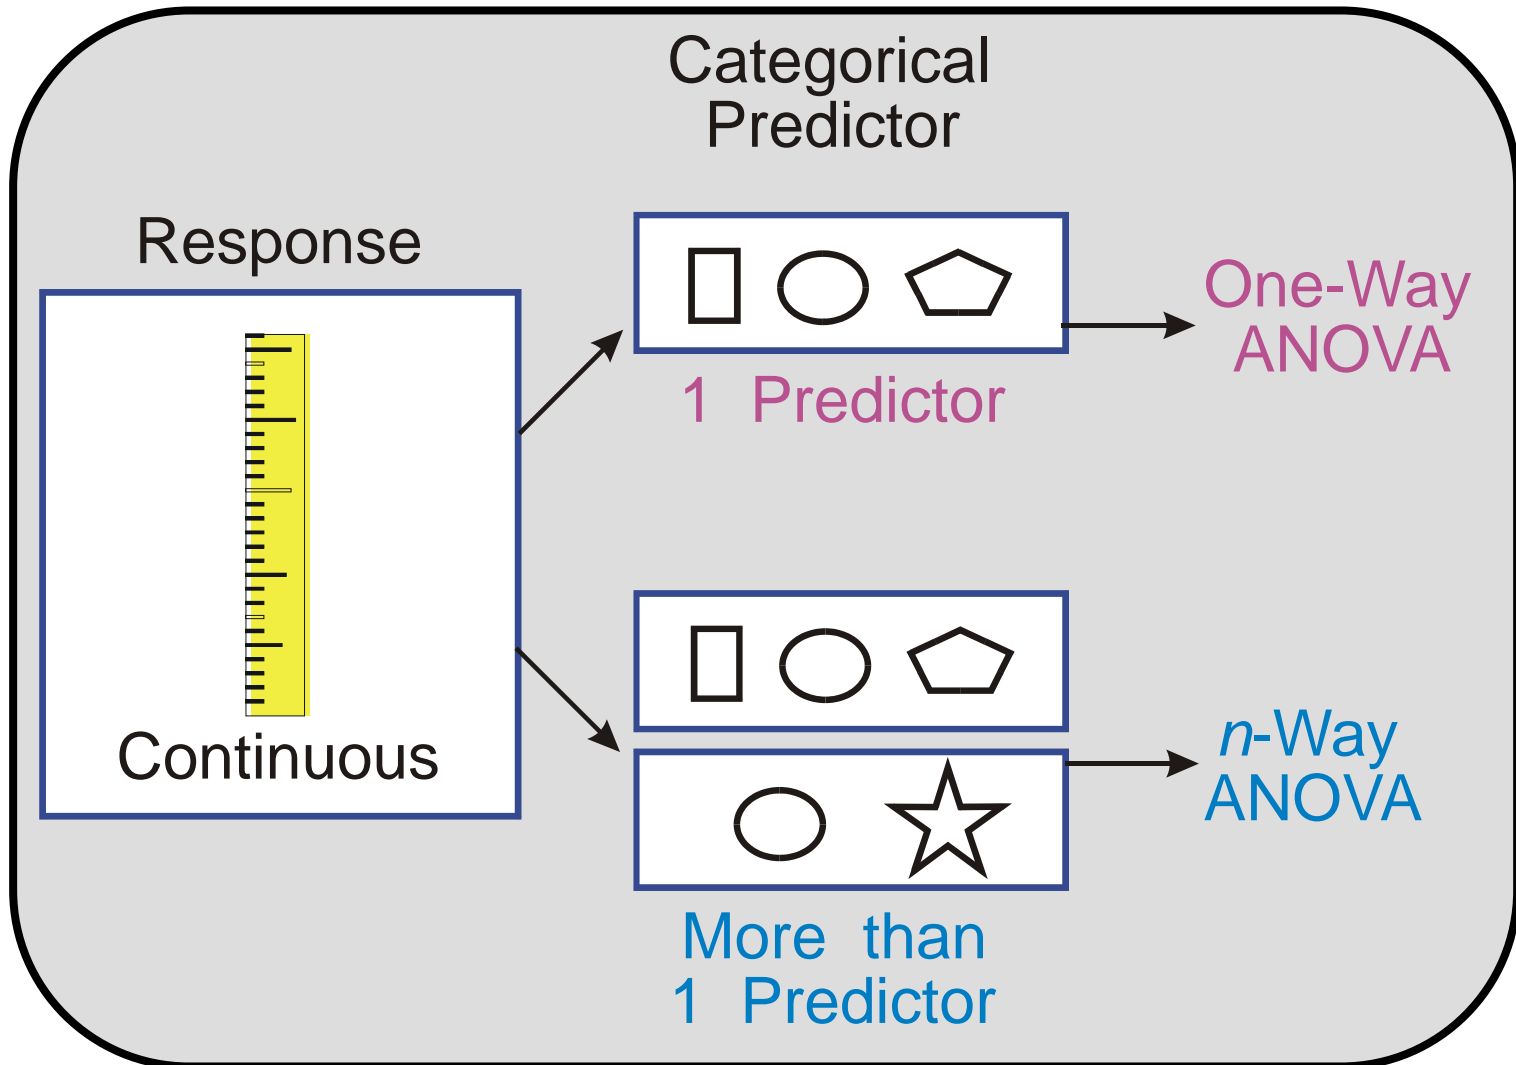 Categorical
Predictor
Response
Continuous
1 Predictor
One-Way
ANOVA
More than
1 Predictor
n-Way
ANOVA